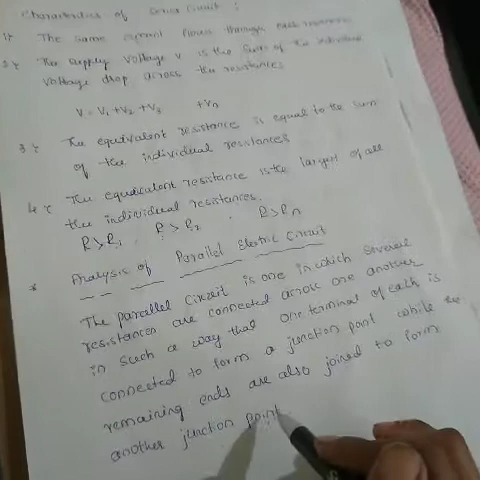 Characteristics of Series Circuit :
1) The same current flows through each resistances
2) The supply voltage V is the sum of the individual
voltage drop across the resistances
V = V1 + V2 + V3 + Vn
3) The equivalent resistance is equal to the sum
of the individual resistances
4) The equivalent resistance is the largest of all
the individual resistances.
R > R1 , R > R2 , R > Rn
* Analysis of Parallel Electric Circuit
The parallel Circuit is one in which several
resistances are connected across one another
in such a way that one terminal of each is
connected to form a junction point while the
remaining ends are also joined to form
another junction point